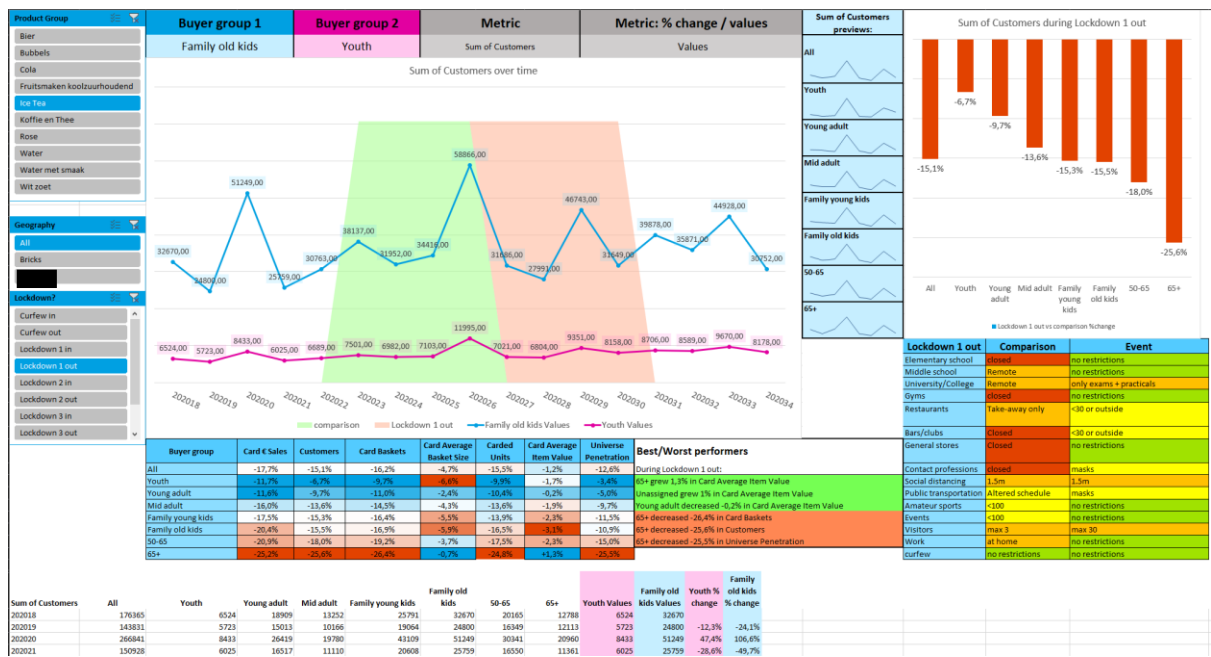 Product Group
Bier
Bubbels
Cola
Fruitsmaken koolzuurhoudend
Ice Tea
Koffie en Thee
Rose
Water
Water met smaak
Wit zoet
Geography
All
Bricks
Lockdown?
Curfew in
Curfew out
Lockdown 1 in
Lockdown 1 out
Lockdown 2 in
Lockdown 2 out
Lockdown 3 in
Lockdown 3 out
Buyer group 1 Buyer group 2 Metric Metric: % change / values
Family old kids Youth Sum of Customers Values
Sum of Customers over time
32670,00 24800,00 51249,00 25759,00 30763,00 38137,00 31952,00 34416,00 58866,00 31686,00 27991,00 46743,00 31649,00 39878,00 35871,00 44928,00 30752,00
6524,00 5723,00 8433,00 6025,00 6689,00 7501,00 6982,00 7103,00 11995,00 7021,00 6804,00 9351,00 8158,00 8706,00 8589,00 9670,00 8178,00
202018 202019 202020 202021 202022 202023 202024 202025 202026 202027 202028 202029 202030 202031 202032 202033 202034
comparison Lockdown 1 out Family old kids Values Youth Values
Sum of Customers
previews:
All
Youth
Young adult
Mid adult
Family young kids
Family old kids
50-65
65+
Sum of Customers during Lockdown 1 out
-15,1% -6,7% -9,7% -13,6% -15,3% -15,5% -18,0% -25,6%
All Youth Young adult Mid adult Family young kids Family old kids 50-65 65+
Lockdown 1 out vs comparison %change
Buyer group Card € Sales Customers Card Baskets Card Average Basket Size Carded Units Card Average Item Value Universe Penetration
All -17,7% -15,1% -16,2% -4,7% -15,5% -1,2% -12,6%
Youth -11,7% -6,7% -9,7% -6,6% -9,9% -1,7% -3,4%
Young adult -11,6% -9,7% -11,0% -2,4% -10,4% -0,2% -5,0%
Mid adult -16,0% -13,6% -14,5% -4,3% -13,6% -1,9% -9,7%
Family young kids -17,5% -15,3% -16,4% -5,5% -13,9% -2,3% -11,5%
Family old kids -20,4% -15,5% -16,9% -5,9% -16,5% -3,1% -10,9%
50-65 -20,9% -18,0% -19,2% -3,7% -17,5% -2,3% -15,0%
65+ -25,2% -25,6% -26,4% -0,7% -24,8% +1,3% -25,5%
Best/Worst performers
During Lockdown 1 out:
65+ grew 1,3% in Card Average Item Value
Unassigned grew 1% in Card Average Item Value
Young adult decreased -0,2% in Card Average Item Value
65+ decreased -26,4% in Card Baskets
65+ decreased -25,6% in Customers
65+ decreased -25,5% in Universe Penetration
Lockdown 1 out Comparison Event
Elementary school closed no restrictions
Middle school Remote no restrictions
University/College Remote only exams + practicals
Gyms closed no restrictions
Restaurants Take-away only <30 or outside
Bars/clubs Closed <30 or outside
General stores Closed no restrictions
Contact professions closed masks
Social distancing 1.5m 1.5m
Public transportation Altered schedule masks
Amateur sports <100 no restrictions
Events <100 no restrictions
Visitors max 3 max 30
Work at home no restrictions
curfew no restrictions no restrictions
Sum of Customers All Youth Young adult Mid adult Family young kids Family old kids 50-65 65+ Youth Values Family old kids Values Youth % change Family old kids % change
202018 176365 6524 18909 13252 25791 32670 20165 12788 6524 32670
202019 143831 5723 15013 10166 19064 24800 16349 12113 5723 24800 -12,3% -24,1%
202020 266841 8433 26419 19780 43109 51249 30341 20960 8433 51249 47,4% 106,6%
202021 150928 6025 16517 11110 20608 25759 16550 11361 6025 25759 -28,6% -49,7%